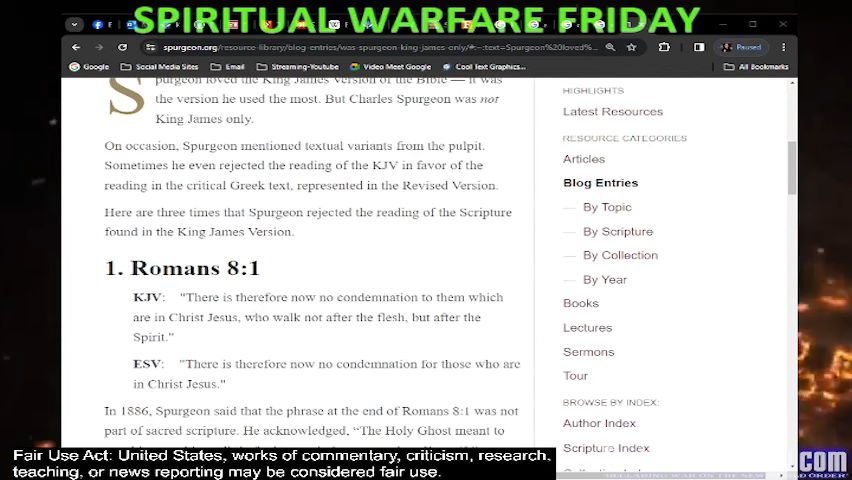 SPIRITUAL WARFARE FRIDAY
spurgeon.org/resource-library/blog-entries/was-spurgeon-king-james-only/#:~:text=Spurgeon%20loved%...
Paused
Google
Social Media Sites
Email
Streaming-Youtube
Video Meet Google
Cool Text Graphics...
All Bookmarks
Spurgeon loved the King James Version of the Bible — it was
the version he used the most. But Charles Spurgeon was not
King James only.
On occasion, Spurgeon mentioned textual variants from the pulpit.
Sometimes he even rejected the reading of the KJV in favor of the
reading in the critical Greek text, represented in the Revised Version.
Here are three times that Spurgeon rejected the reading of the Scripture
found in the King James Version.
1. Romans 8:1
KJV: "There is therefore now no condemnation to them which
are in Christ Jesus, who walk not after the flesh, but after the
Spirit."
ESV: "There is therefore now no condemnation for those who are
in Christ Jesus."
In 1886, Spurgeon said that the phrase at the end of Romans 8:1 was not
part of sacred scripture. He acknowledged, “The Holy Ghost meant to
HIGHLIGHTS
Latest Resources
RESOURCE CATEGORIES
Articles
Blog Entries
By Topic
By Scripture
By Collection
By Year
Books
Lectures
Sermons
Tour
BROWSE BY INDEX:
Author Index
Scripture Index
Fair Use Act: United States, works of commentary, criticism, research,
teaching, or news reporting may be considered fair use.
.com